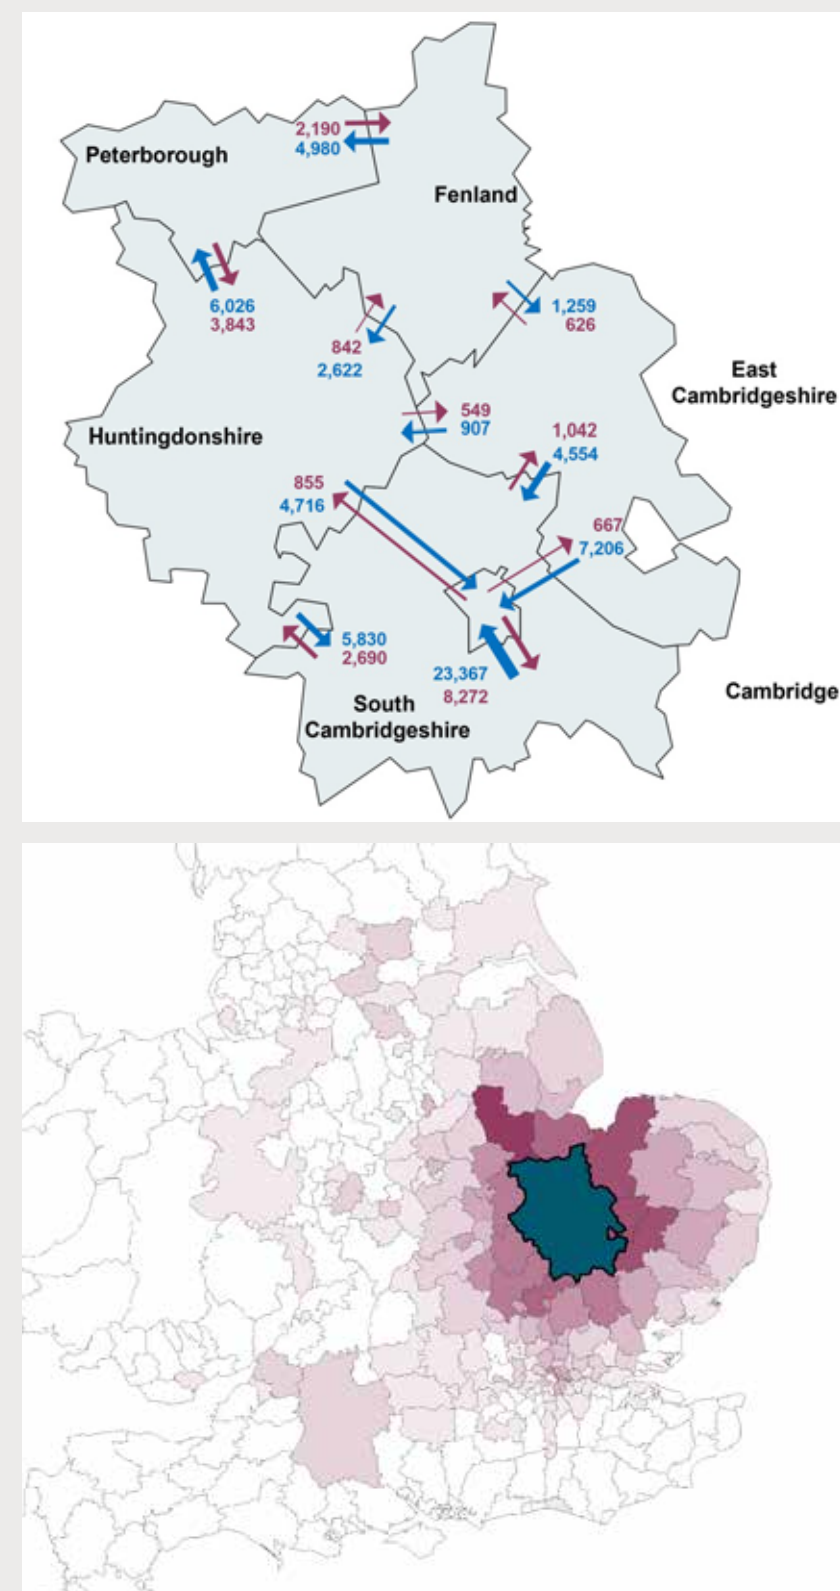 2,190
4,980
Peterborough
Fenland
6,026
3,843
1,259
626
842
2,622
East
Cambridgeshire
549
907
Huntingdonshire
1,042
4,554
855
4,716
667
7,206
5,830
2,690
23,367
8,272
Cambridge
South
Cambridgeshire